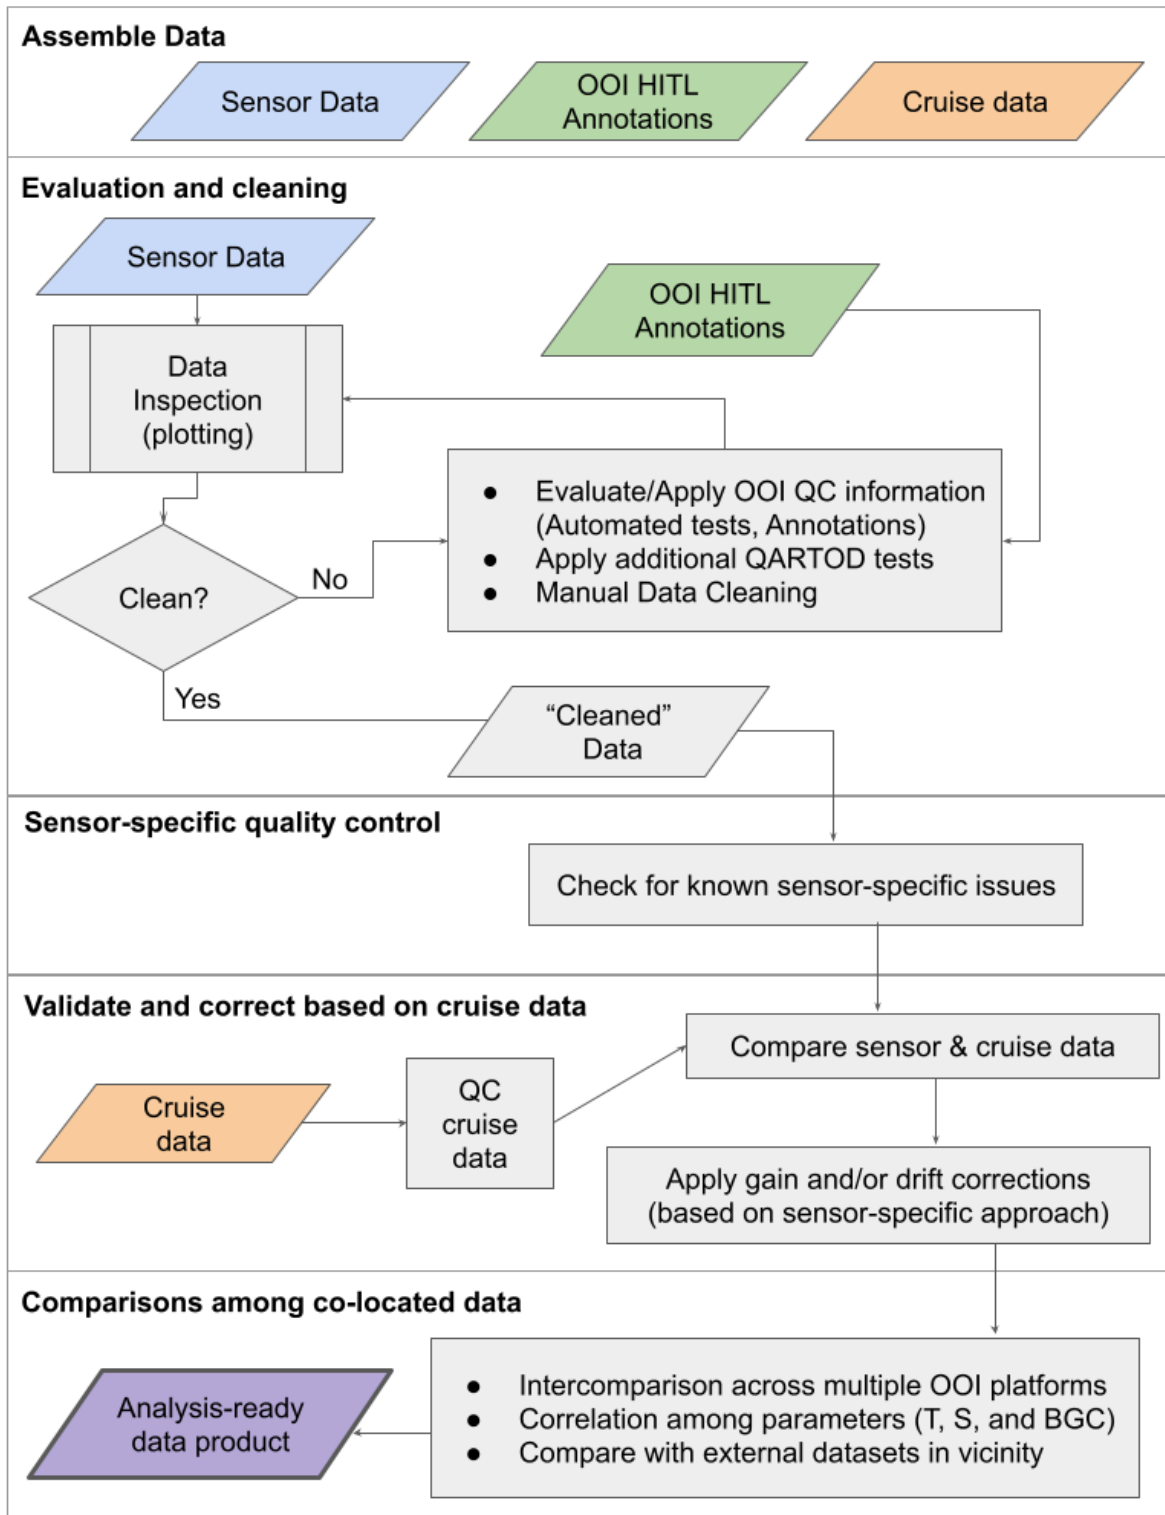 Assemble Data
Sensor Data
OOI HITL
Annotations
Cruise data
Evaluation and cleaning
Sensor Data
OOI HITL
Annotations
Data
Inspection
(plotting)
● Evaluate/Apply OOI QC information
(Automated tests, Annotations)
● Apply additional QARTOD tests
● Manual Data Cleaning
Clean?
No
Yes
“Cleaned”
Data
Sensor-specific quality control
Check for known sensor-specific issues
Validate and correct based on cruise data
Compare sensor & cruise data
Cruise
data
QC
cruise
data
Apply gain and/or drift corrections
(based on sensor-specific approach)
Comparisons among co-located data
● Intercomparison across multiple OOI platforms
● Correlation among parameters (T, S, and BGC)
● Compare with external datasets in vicinity
Analysis-ready
data product